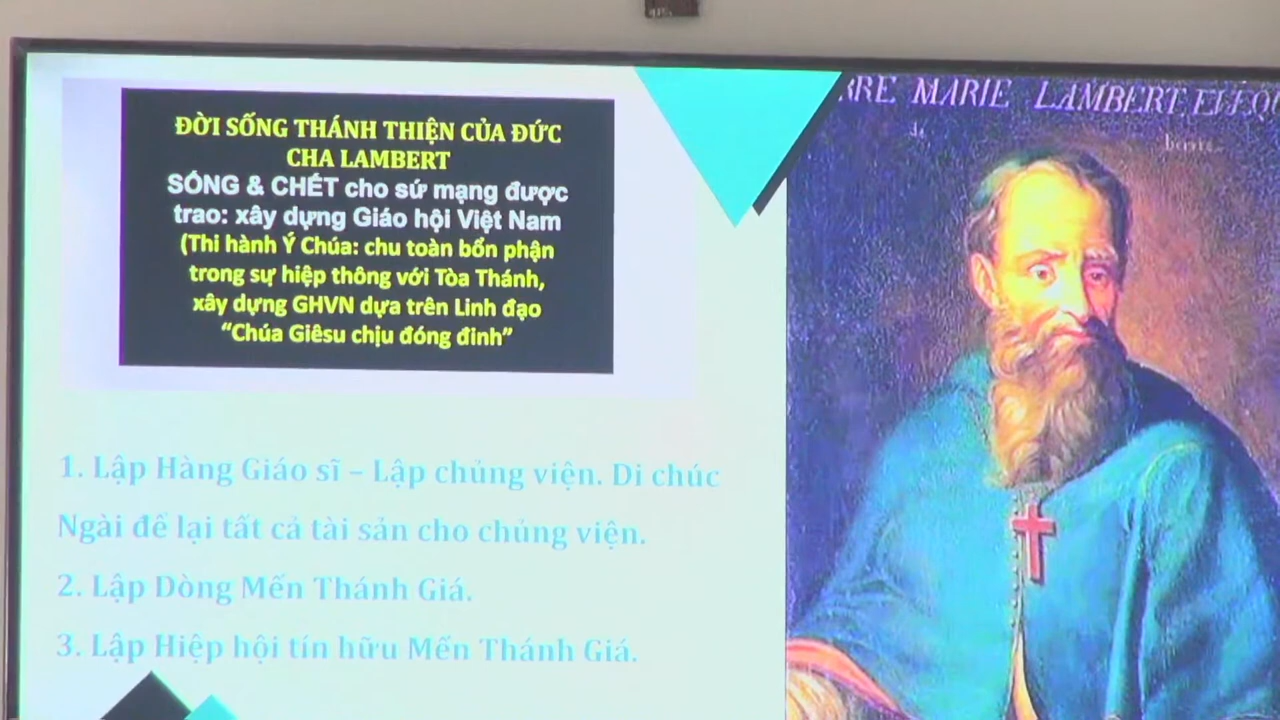 ĐỜI SỐNG THÁNH THIỆN CỦA ĐỨC
CHA LAMBERT
SỐNG & CHẾT cho sứ mạng được
trao: xây dựng Giáo hội Việt Nam
(Thi hành Ý Chúa: chu toàn bổn phận
trong sự hiệp thông với Tòa Thánh,
xây dựng GHVN dựa trên Linh đạo
“Chúa Giêsu chịu đóng đinh”
1. Lập Hàng Giáo sĩ – Lập chủng viện. Di chúc
Ngài để lại tất cả tài sản cho chủng viện.
2. Lập Dòng Mến Thánh Giá.
3. Lập Hiệp hội tín hữu Mến Thánh Giá.
MARIE LAMBERT